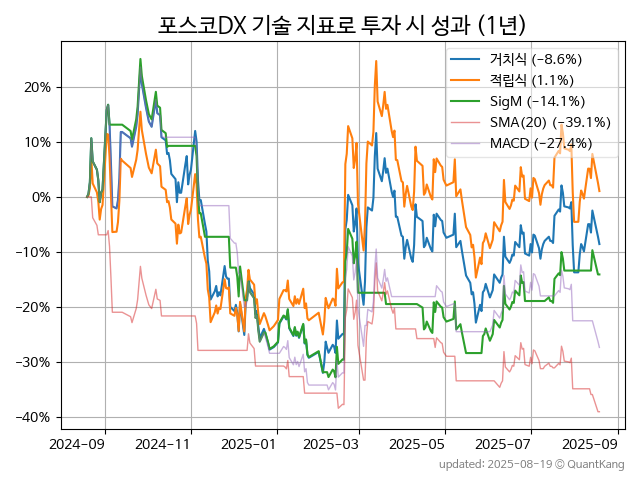 포스코DX 기술 지표로 투자 시 성과 (1년)
거치식 (−8.6%)
적립식 (1.1%)
SigM (−14.1%)
SMA(20) (−39.1%)
MACD (−27.4%)
20%
10%
0%
−10%
−20%
−30%
−40%
2024-09 2024-11 2025-01 2025-03 2025-05 2025-07 2025-09
updated: 2025-08-19 © QuantKang